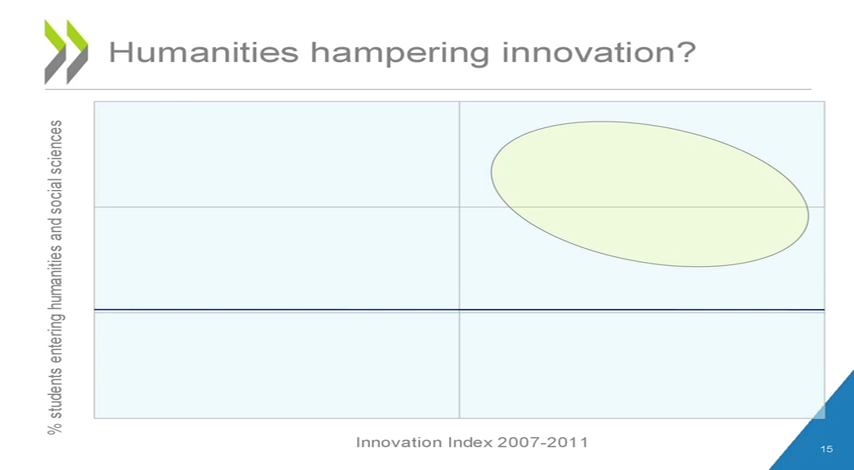 Humanities hampering innovation?
% students entering humanities and social sciences
Innovation Index 2007-2011
15